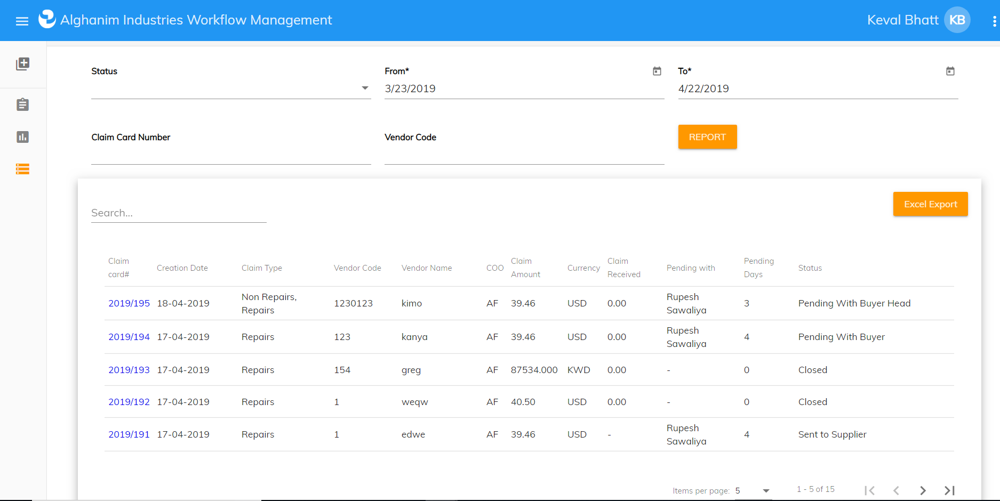 Alghanim Industries Workflow Management
Keval Bhatt KB
Status
From*
To*
3/23/2019
4/22/2019
Claim Card Number
Vendor Code
REPORT
Search...
Excel Export
Claim card# Creation Date Claim Type Vendor Code Vendor Name COO Claim Amount Currency Claim Received Pending with Pending Days Status
2019/195 18-04-2019 Non Repairs, Repairs 1230123 kimo AF 39.46 USD 0.00 Rupesh Sawaliya 3 Pending With Buyer Head
2019/194 17-04-2019 Repairs 123 kanya AF 39.46 USD 0.00 Rupesh Sawaliya 4 Pending With Buyer
2019/193 17-04-2019 Repairs 154 greg AF 87534.000 KWD 0.00 - 0 Closed
2019/192 17-04-2019 Repairs 1 weqw AF 40.50 USD 0.00 - 0 Closed
2019/191 17-04-2019 Repairs 1 edwe AF 39.46 USD - Rupesh Sawaliya 4 Sent to Supplier
Items per page: 5 1 - 5 of 15